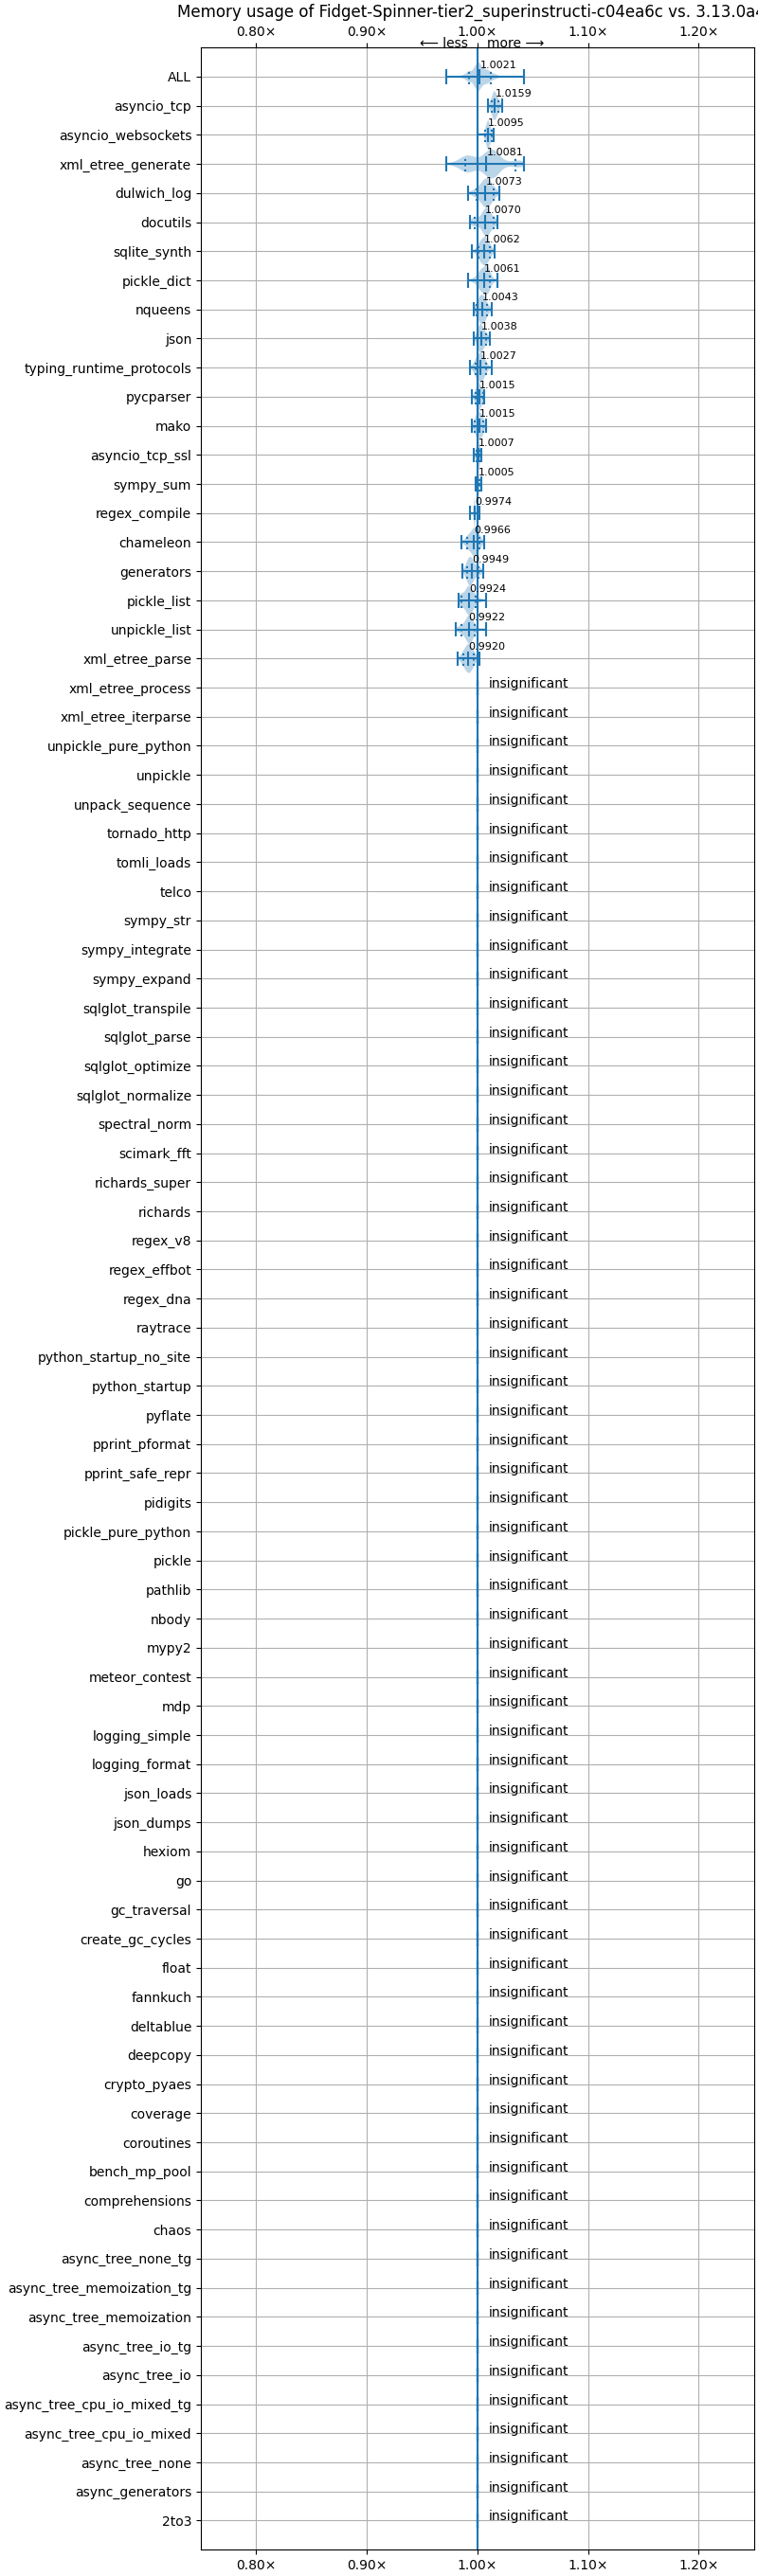 Memory usage of Fidget-Spinner-tier2_superinstructi-c04ea6c vs. 3.13.0a4
0.80× 0.90× 1.00× 1.10× 1.20×
⟵ less more ⟶
ALL 1.0021
asyncio_tcp 1.0159
asyncio_websockets 1.0095
xml_etree_generate 1.0081
dulwich_log 1.0073
docutils 1.0070
sqlite_synth 1.0062
pickle_dict 1.0061
nqueens 1.0043
json 1.0038
typing_runtime_protocols 1.0027
pycparser 1.0015
mako 1.0015
asyncio_tcp_ssl 1.0007
sympy_sum 1.0005
regex_compile 0.9974
chameleon 0.9966
generators 0.9949
pickle_list 0.9924
unpickle_list 0.9922
xml_etree_parse 0.9920
xml_etree_process insignificant
xml_etree_iterparse insignificant
unpickle_pure_python insignificant
unpickle insignificant
unpack_sequence insignificant
tornado_http insignificant
tomli_loads insignificant
telco insignificant
sympy_str insignificant
sympy_integrate insignificant
sympy_expand insignificant
sqlglot_transpile insignificant
sqlglot_parse insignificant
sqlglot_optimize insignificant
sqlglot_normalize insignificant
spectral_norm insignificant
scimark_fft insignificant
richards_super insignificant
richards insignificant
regex_v8 insignificant
regex_effbot insignificant
regex_dna insignificant
raytrace insignificant
python_startup_no_site insignificant
python_startup insignificant
pyflate insignificant
pprint_pformat insignificant
pprint_safe_repr insignificant
pidigits insignificant
pickle_pure_python insignificant
pickle insignificant
pathlib insignificant
nbody insignificant
mypy2 insignificant
meteor_contest insignificant
mdp insignificant
logging_simple insignificant
logging_format insignificant
json_loads insignificant
json_dumps insignificant
hexiom insignificant
go insignificant
gc_traversal insignificant
create_gc_cycles insignificant
float insignificant
fannkuch insignificant
deltablue insignificant
deepcopy insignificant
crypto_pyaes insignificant
coverage insignificant
coroutines insignificant
bench_mp_pool insignificant
comprehensions insignificant
chaos insignificant
async_tree_none_tg insignificant
async_tree_memoization_tg insignificant
async_tree_memoization insignificant
async_tree_io_tg insignificant
async_tree_io insignificant
async_tree_cpu_io_mixed_tg insignificant
async_tree_cpu_io_mixed insignificant
async_tree_none insignificant
async_generators insignificant
2to3 insignificant
0.80× 0.90× 1.00× 1.10× 1.20×